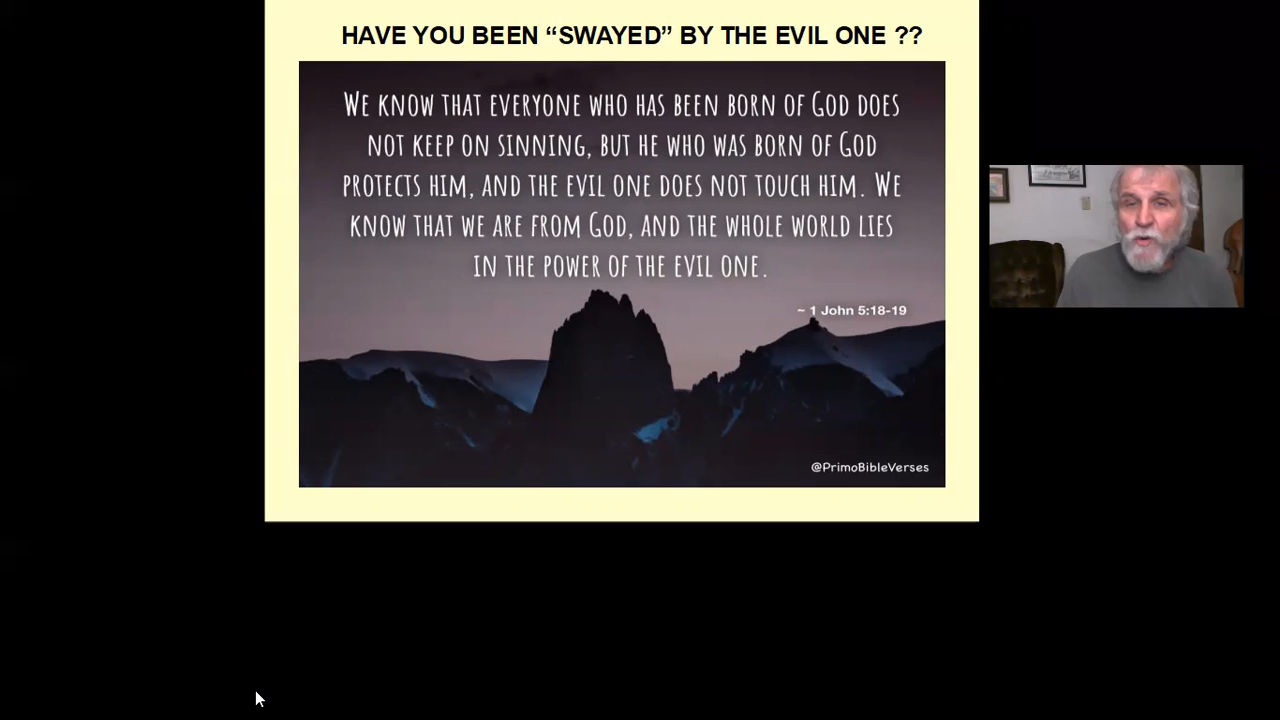 HAVE YOU BEEN “SWAYED” BY THE EVIL ONE ??
We know that everyone who has been born of God does
not keep on sinning, but he who was born of God
protects him, and the evil one does not touch him. We
know that we are from God, and the whole world lies
in the power of the evil one.
~ 1 John 5:18-19
@PrimoBibleVerses